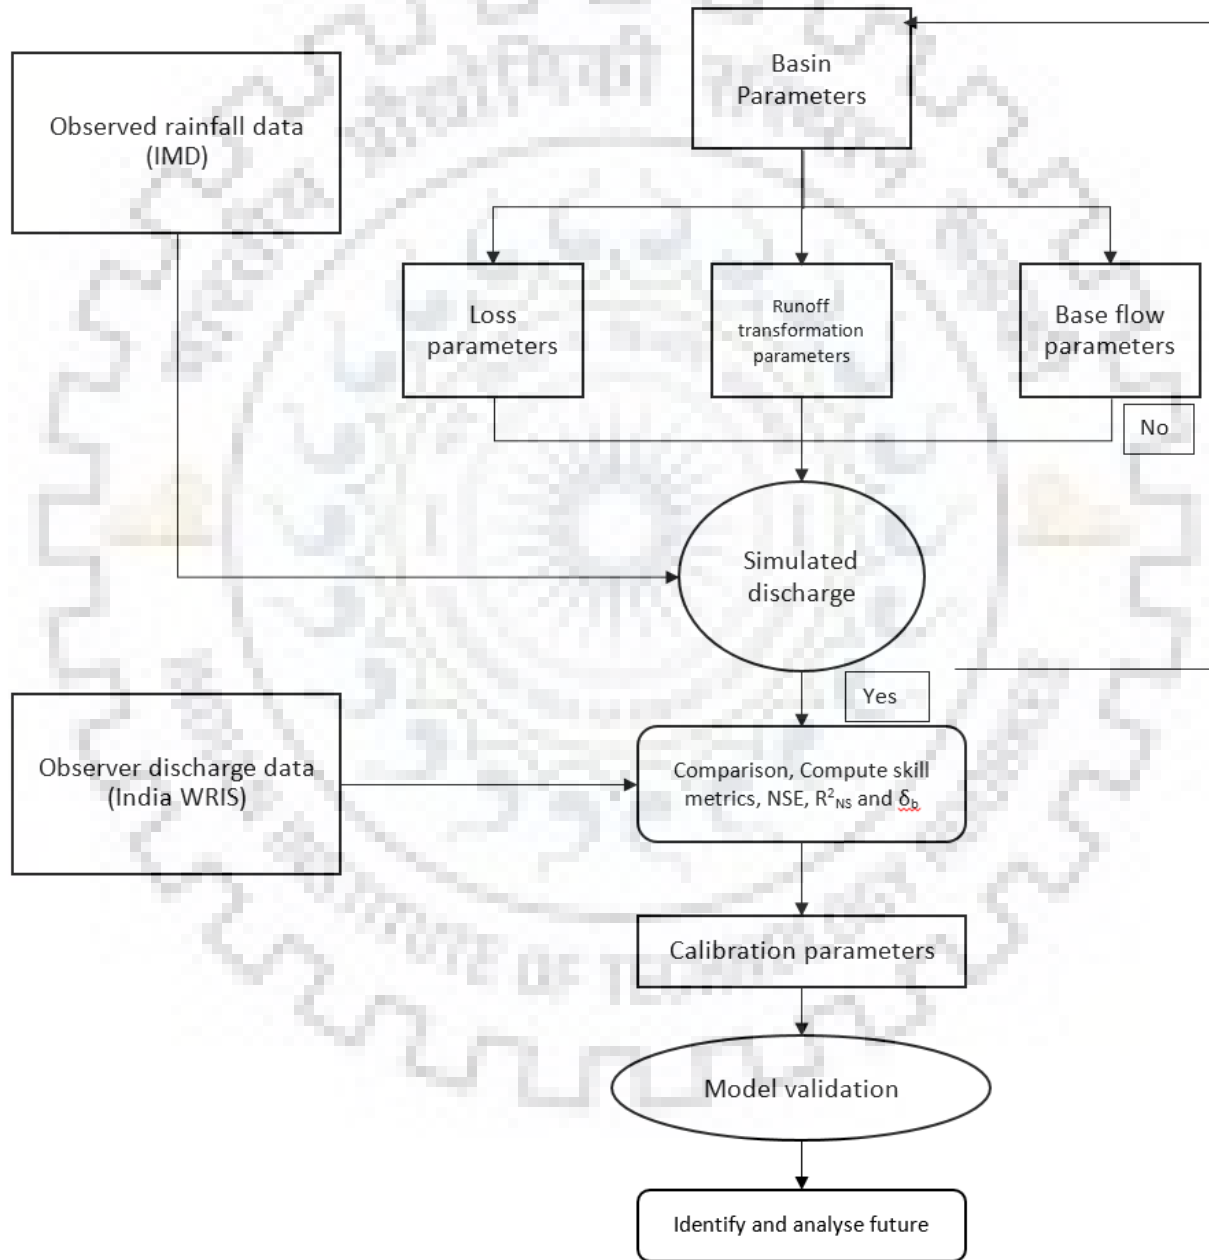 Basin
Parameters
Observed rainfall data
(IMD)
Loss
parameters
Runoff
transformation
parameters
Base flow
parameters
No
Simulated
discharge
Yes
Observer discharge data
(India WRIS)
Comparison, Compute skill
metrics, NSE, R²NS and δb
Calibration parameters
Model validation
Identify and analyse future
OF